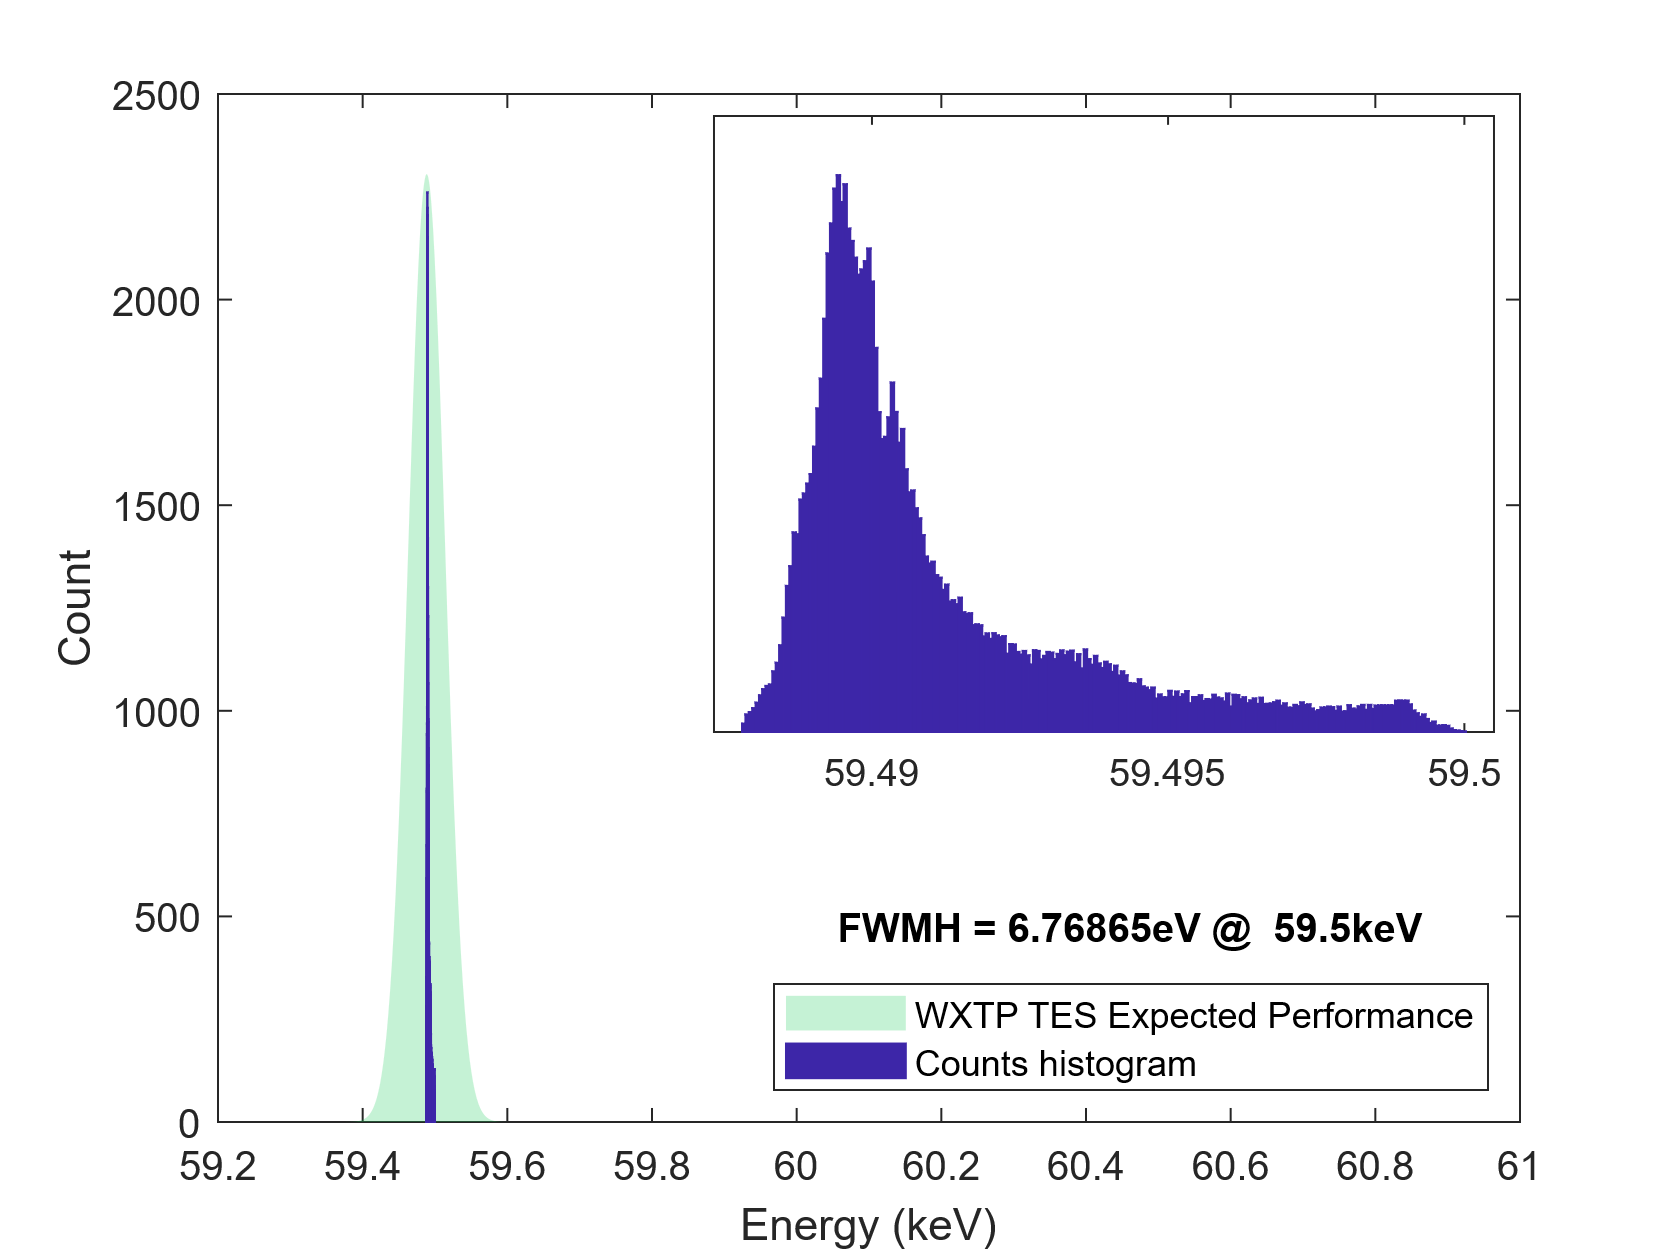 2500
2000
1500
1000
500
0
Count
59.2 59.4 59.6 59.8 60 60.2 60.4 60.6 60.8 61
Energy (keV)
59.49 59.495 59.5
FWMH = 6.76865eV @  59.5keV
WXTP TES Expected Performance
Counts histogram